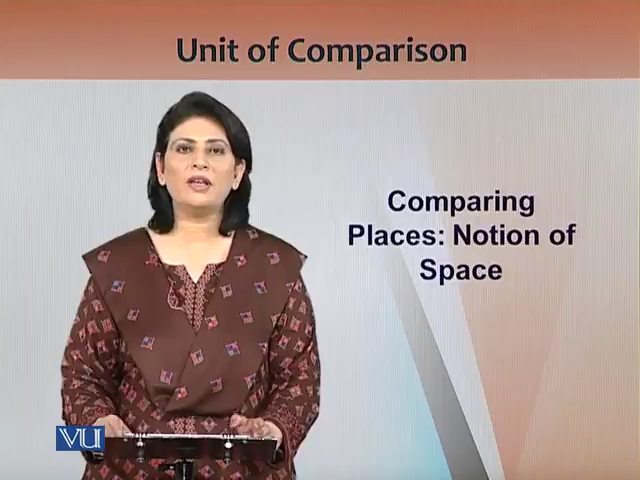 Unit of Comparison
Comparing
Places: Notion of
Space
VU